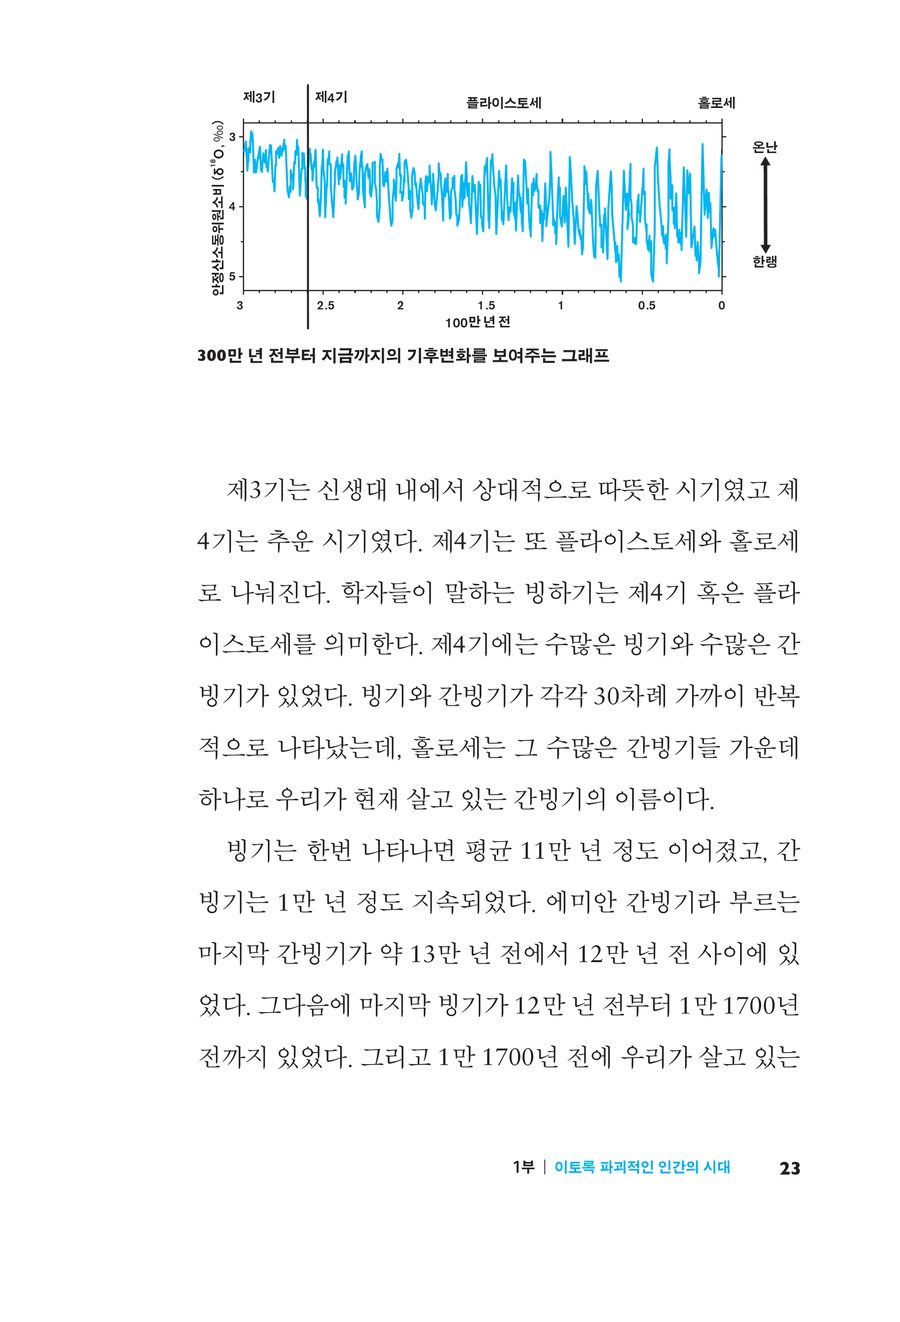 제3기 제4기 플라이스토세 홀로세
안정산소동위원소비 (δ¹⁸O, ‰)
3
4
5
온난
한랭
3 2.5 2 1.5 1 0.5 0
100만 년 전
300만 년 전부터 지금까지의 기후변화를 보여주는 그래프
제3기는 신생대 내에서 상대적으로 따뜻한 시기였고 제
4기는 추운 시기였다. 제4기는 또 플라이스토세와 홀로세
로 나눠진다. 학자들이 말하는 빙하기는 제4기 혹은 플라
이스토세를 의미한다. 제4기에는 수많은 빙기와 수많은 간
빙기가 있었다. 빙기와 간빙기가 각각 30차례 가까이 반복
적으로 나타났는데, 홀로세는 그 수많은 간빙기들 가운데
하나로 우리가 현재 살고 있는 간빙기의 이름이다.
빙기는 한번 나타나면 평균 11만 년 정도 이어졌고, 간
빙기는 1만 년 정도 지속되었다. 에미안 간빙기라 부르는
마지막 간빙기가 약 13만 년 전에서 12만 년 전 사이에 있
었다. 그다음에 마지막 빙기가 12만 년 전부터 1만 1700년
전까지 있었다. 그리고 1만 1700년 전에 우리가 살고 있는
1부 | 이토록 파괴적인 인간의 시대 23